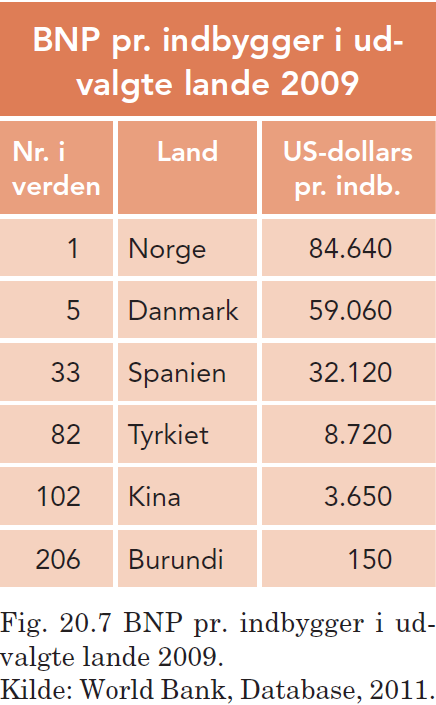 BNP pr. indbygger i ud-
valgte lande 2009
Nr. i verden Land US-dollars pr. indb.
1 Norge 84.640
5 Danmark 59.060
33 Spanien 32.120
82 Tyrkiet 8.720
102 Kina 3.650
206 Burundi 150
Fig. 20.7 BNP pr. indbygger i ud-
valgte lande 2009.
Kilde: World Bank, Database, 2011.